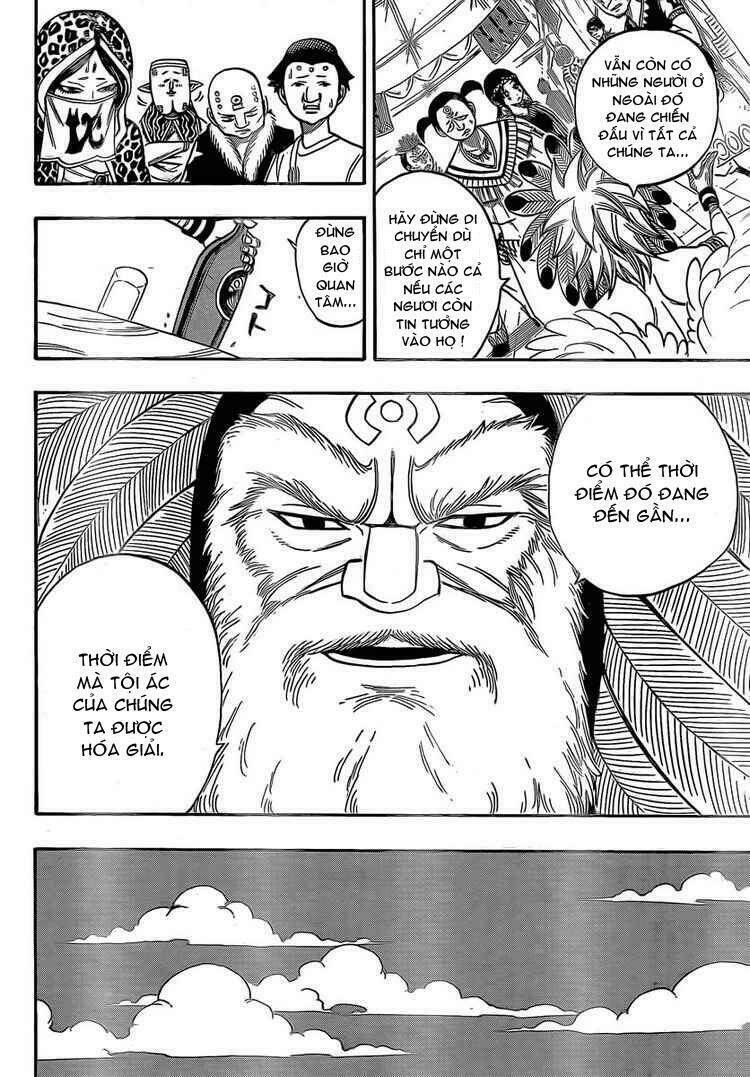 VẪN CÒN CÓ
NHỮNG NGƯỜI Ở
NGOÀI ĐÓ
ĐANG CHIẾN
ĐẤU VÌ TẤT CẢ
CHÚNG TA...
HÃY ĐỪNG DI
CHUYỂN DÙ
CHỈ MỘT
BƯỚC NÀO CẢ
NẾU CÁC
NGƯƠI CÒN
TIN TƯỞNG
VÀO HỌ !
ĐỪNG
BAO
GIỜ
QUAN
TÂM...
CÓ THỂ THỜI
ĐIỂM ĐÓ ĐANG
ĐẾN GẦN...
THỜI ĐIỂM
MÀ TỘI ÁC
CỦA CHÚNG
TA ĐƯỢC
HÓA GIẢI.